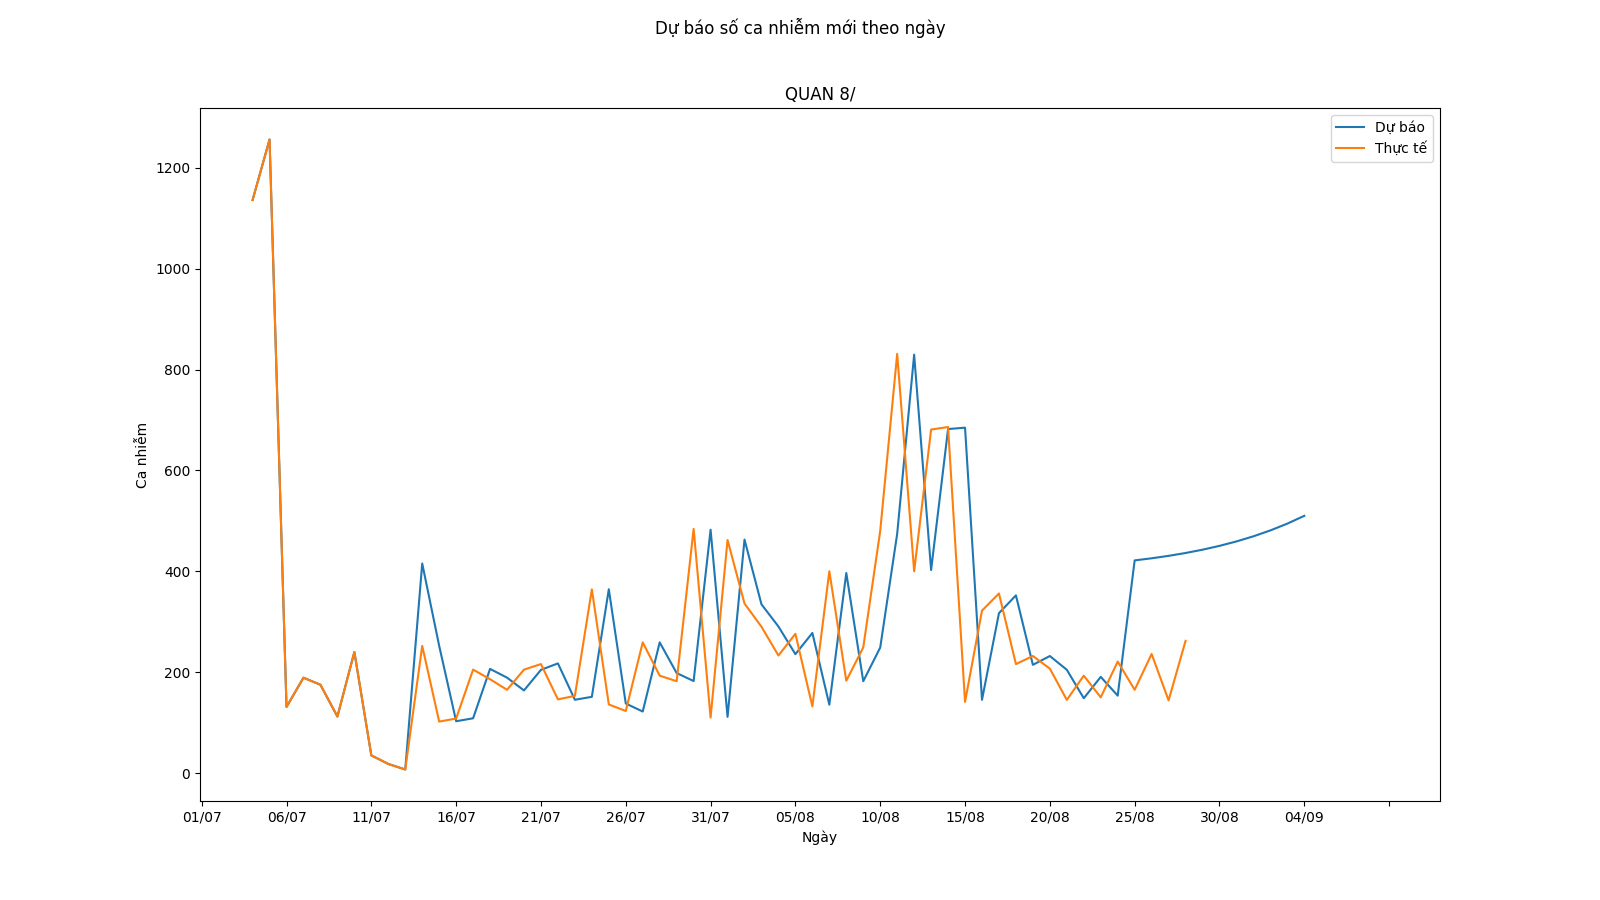 Dự báo số ca nhiễm mới theo ngày
QUAN 8/
Dự báo
Thực tế
1200
1000
800
600
400
200
0
Ca nhiễm
01/07 06/07 11/07 16/07 21/07 26/07 31/07 05/08 10/08 15/08 20/08 25/08 30/08 04/09
Ngày